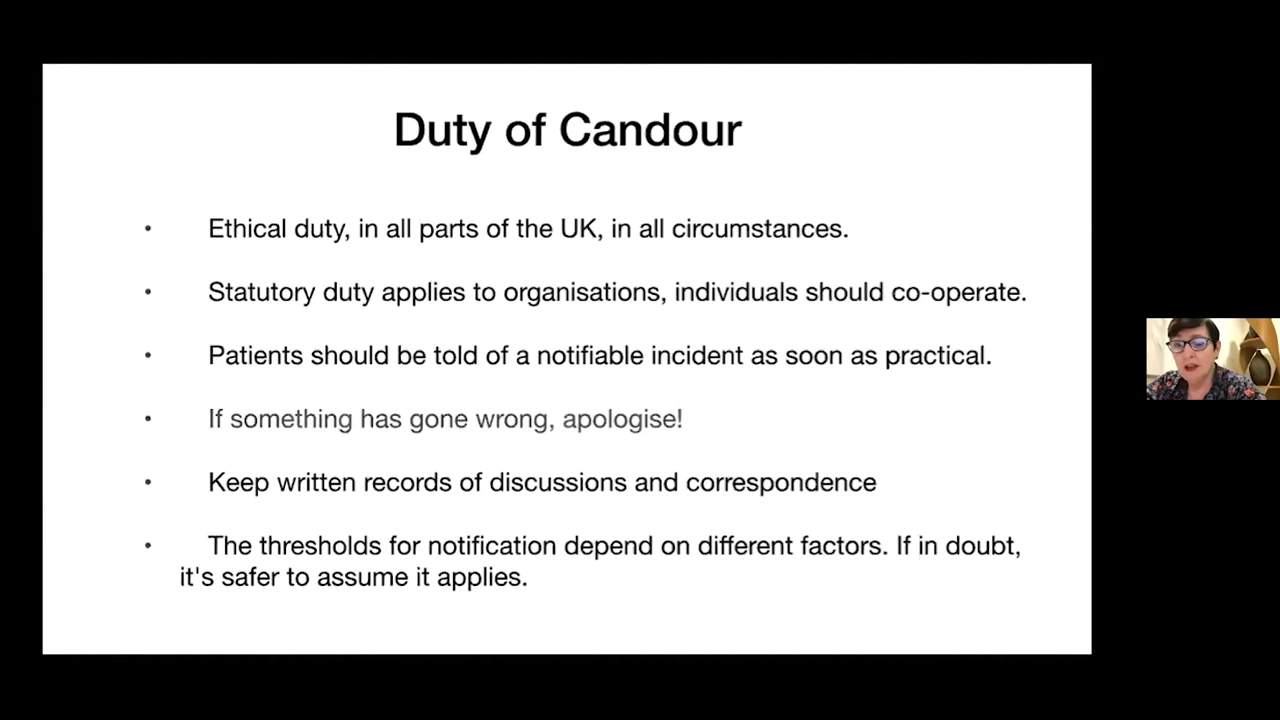 Duty of Candour
• Ethical duty, in all parts of the UK, in all circumstances.
• Statutory duty applies to organisations, individuals should co-operate.
• Patients should be told of a notifiable incident as soon as practical.
• If something has gone wrong, apologise!
• Keep written records of discussions and correspondence
• The thresholds for notification depend on different factors. If in doubt,
it's safer to assume it applies.